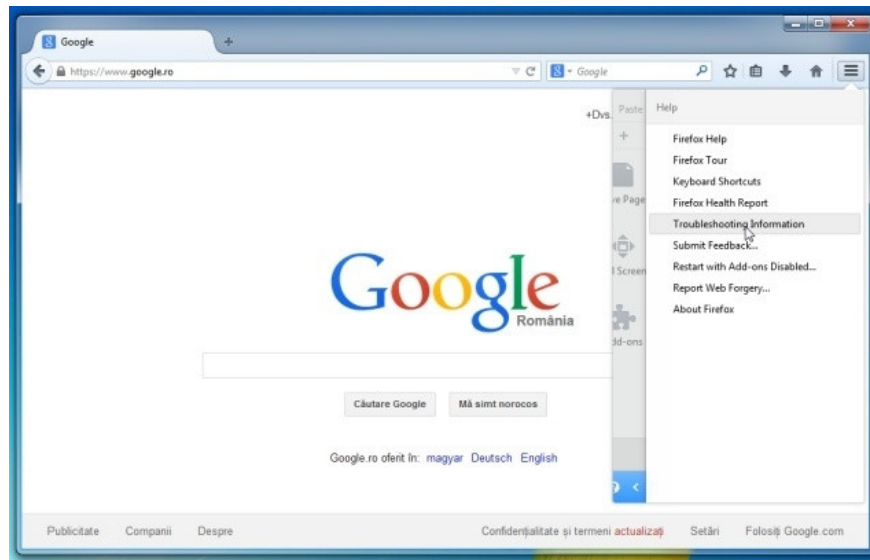 Google
https://www.google.ro
Google
+Dvs.
Paste
Help
Firefox Help
Firefox Tour
Keyboard Shortcuts
Firefox Health Report
Troubleshooting Information
Submit Feedback...
Restart with Add-ons Disabled...
Report Web Forgery...
About Firefox
Page
Screen
Google
România
Căutare Google
Mă simt norocos
Google.ro oferit în: magyar Deutsch English
Publicitate Companii Despre
Confidențialitate și termeni actualizați Setări Folosiți Google.com